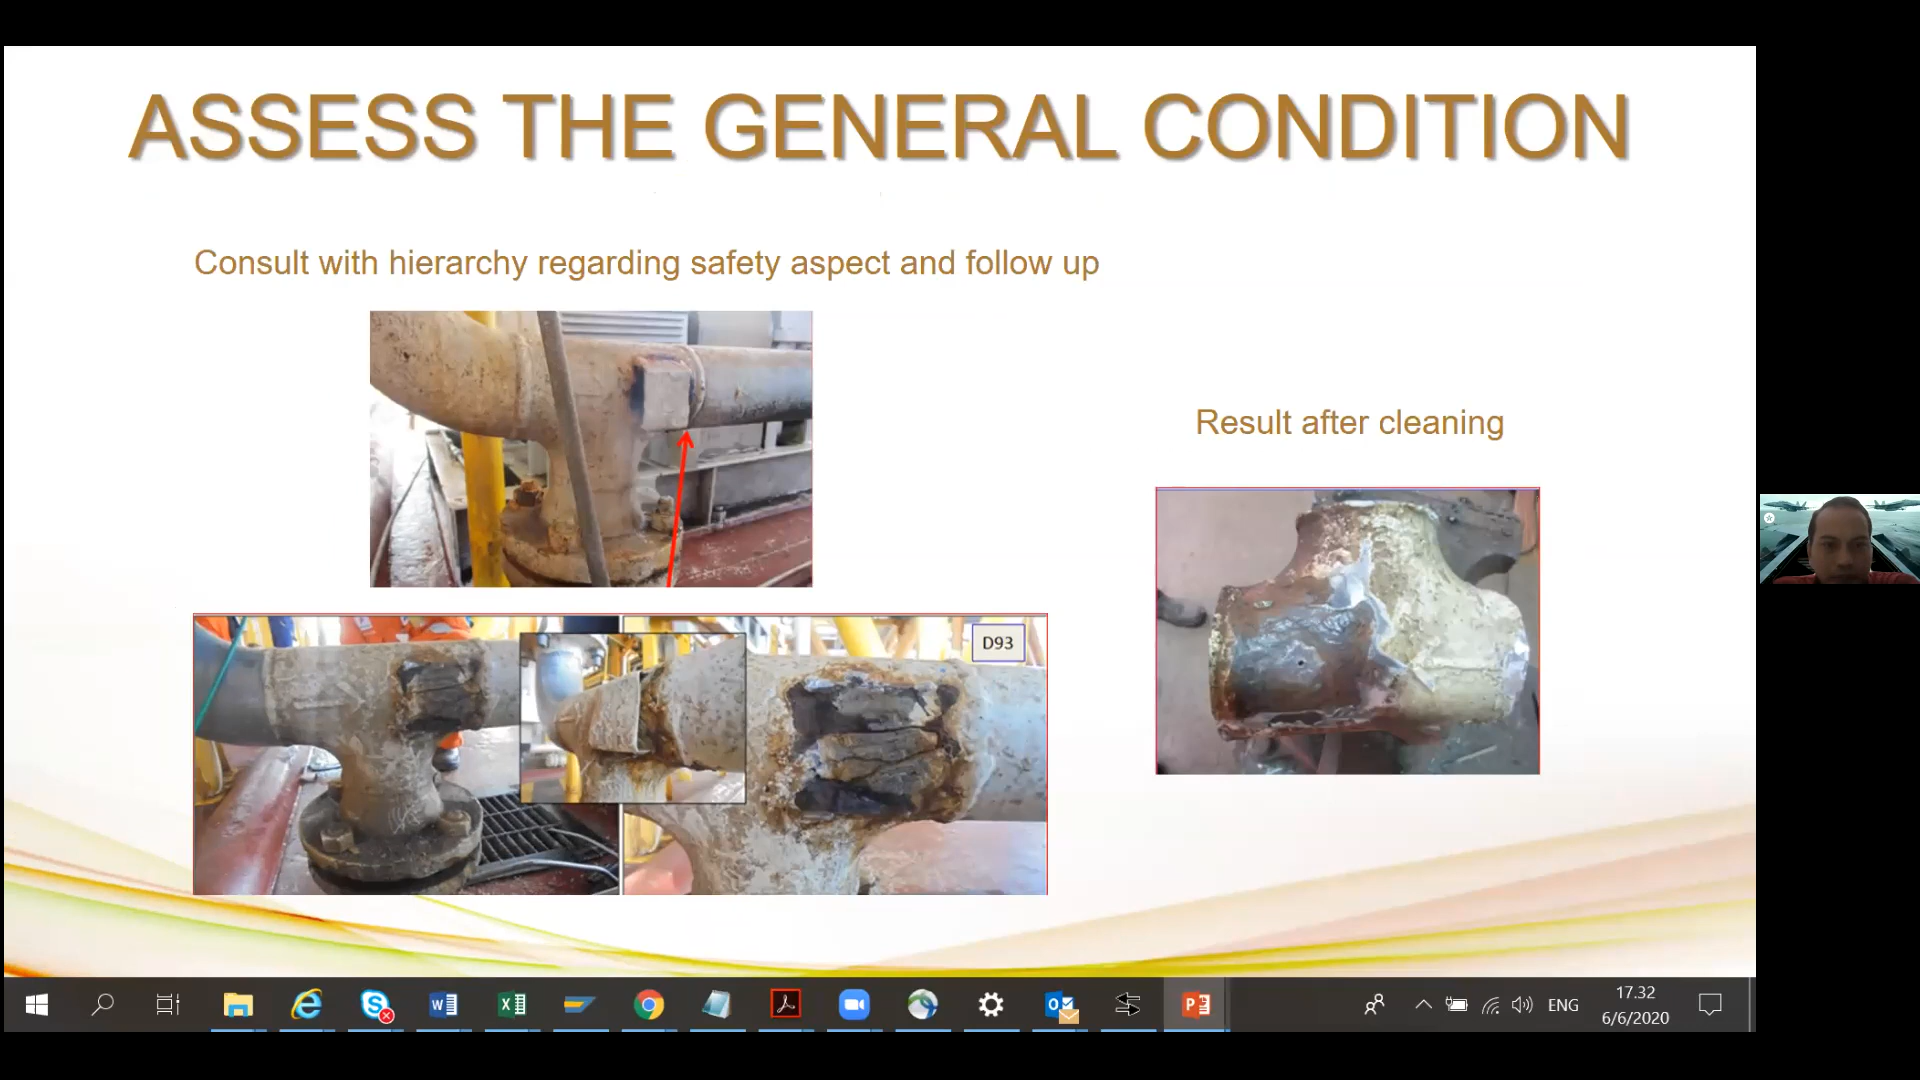 ASSESS THE GENERAL CONDITION
Consult with hierarchy regarding safety aspect and follow up
Result after cleaning
D93
ENG
17.32
6/6/2020